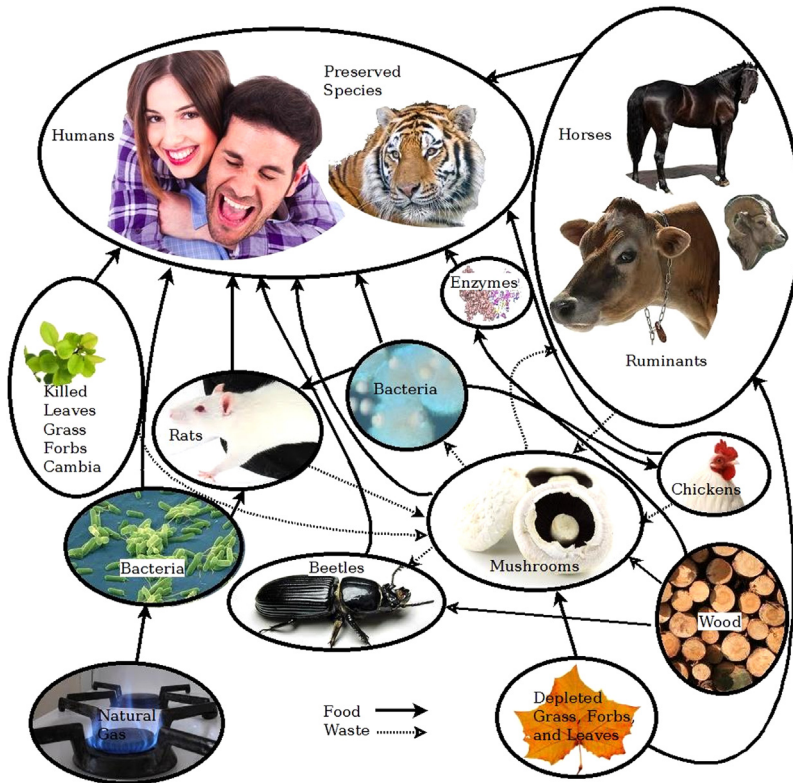 Preserved
Species
Humans
Horses
Enzymes
Ruminants
Killed
Leaves
Grass
Forbs
Cambia
Bacteria
Rats
Chickens
Bacteria
Beetles
Mushrooms
Wood
Natural
Gas
Food
Waste
Depleted
Grass, Forbs,
and Leaves